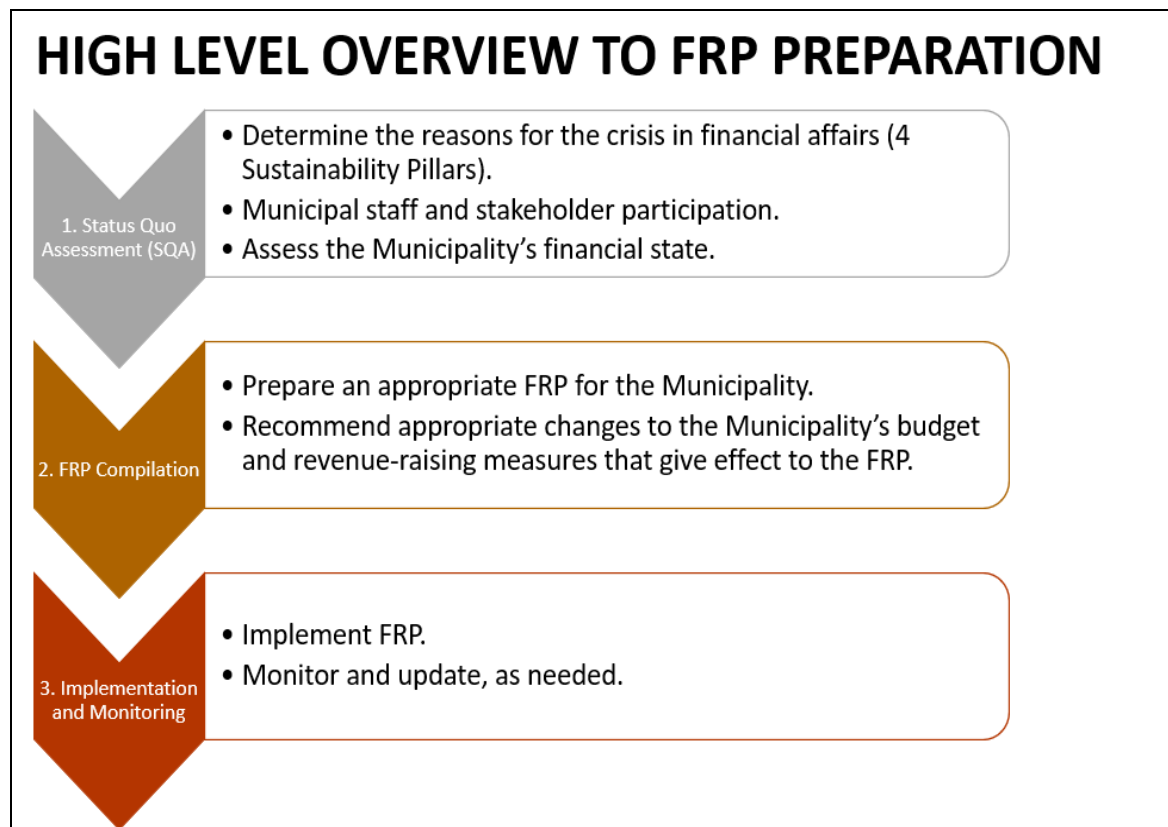 HIGH LEVEL OVERVIEW TO FRP PREPARATION
1. Status Quo
Assessment (SQA)
• Determine the reasons for the crisis in financial affairs (4
Sustainability Pillars).
• Municipal staff and stakeholder participation.
• Assess the Municipality’s financial state.
2. FRP Compilation
• Prepare an appropriate FRP for the Municipality.
• Recommend appropriate changes to the Municipality’s budget
and revenue-raising measures that give effect to the FRP.
3. Implementation
and Monitoring
• Implement FRP.
• Monitor and update, as needed.